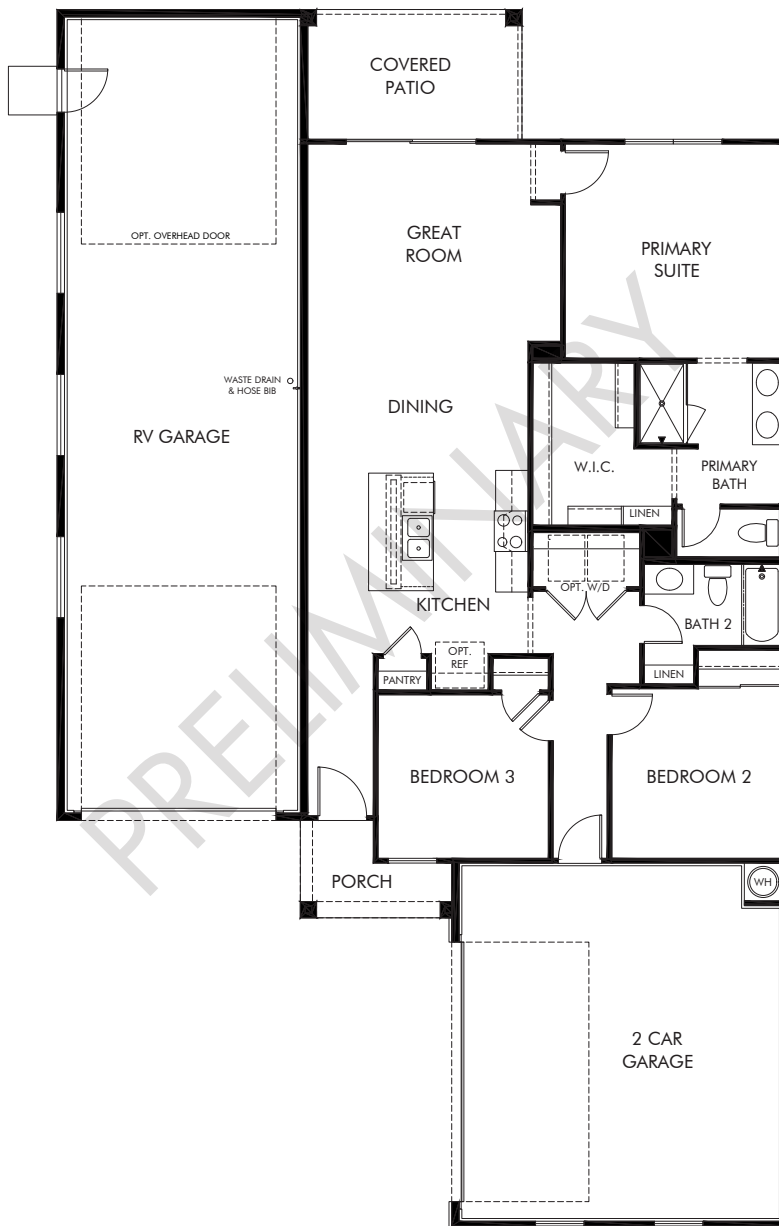 COVERED
PATIO
OPT. OVERHEAD DOOR
GREAT
ROOM
PRIMARY
SUITE
WASTE DRAIN
& HOSE BIB
DINING
RV GARAGE
W.I.C.
PRIMARY
BATH
LINEN
OPT. W/D
KITCHEN
BATH 2
OPT.
REF
PANTRY
LINEN
BEDROOM 3
BEDROOM 2
PORCH
WH
2 CAR
GARAGE
PRELIMINARY